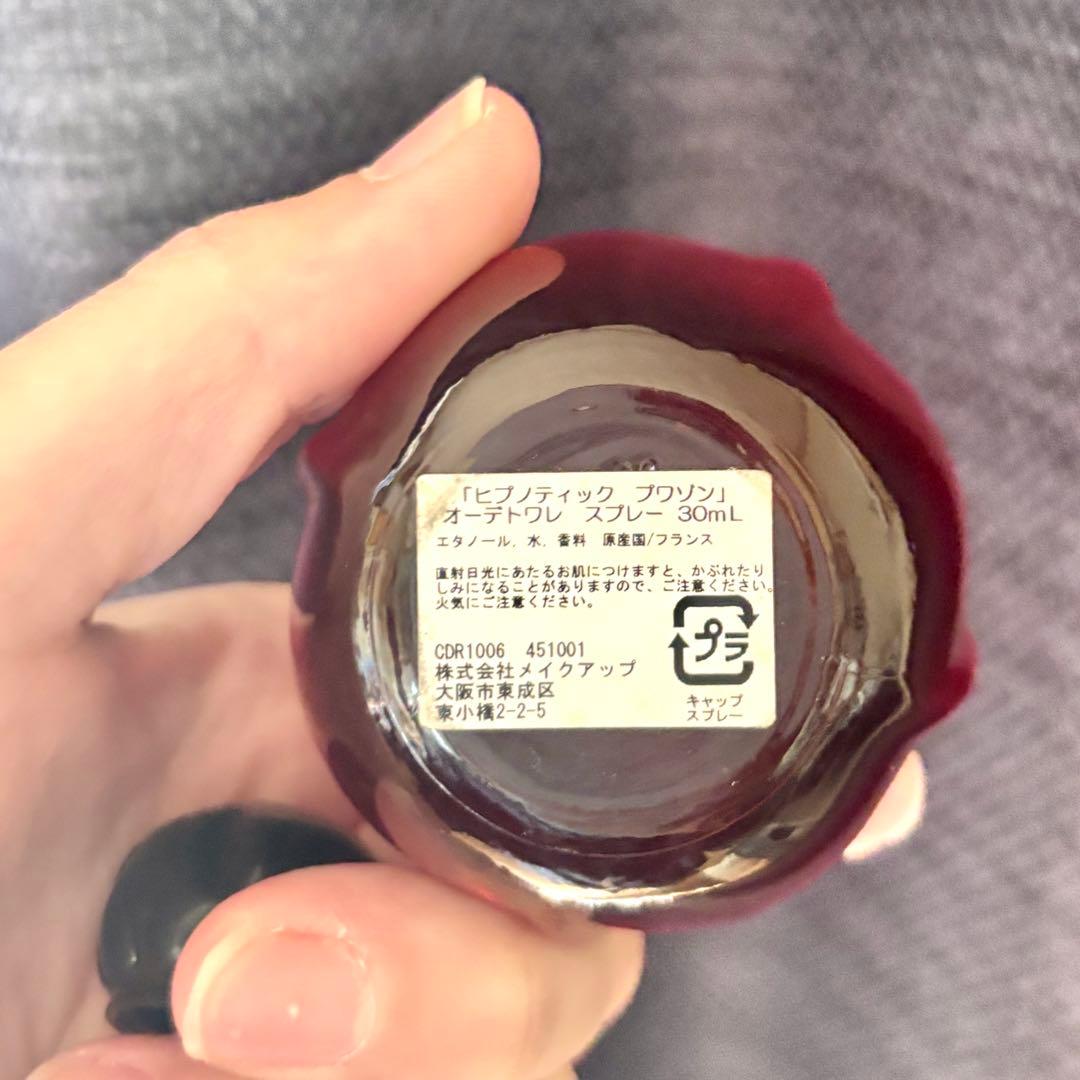 「ヒプノティック プワゾン」
オーデトワレ スプレー 30mL
エタノール、水、香料 原産国/フランス
直射日光にあたるお肌につけますと、かぶれたり
しみになることがありますので、ご注意ください。
火気にご注意ください。
CDR1006 451001
株式会社メイクアップ
大阪市東成区
東小橋2-2-5
プラ
キャップ
スプレー